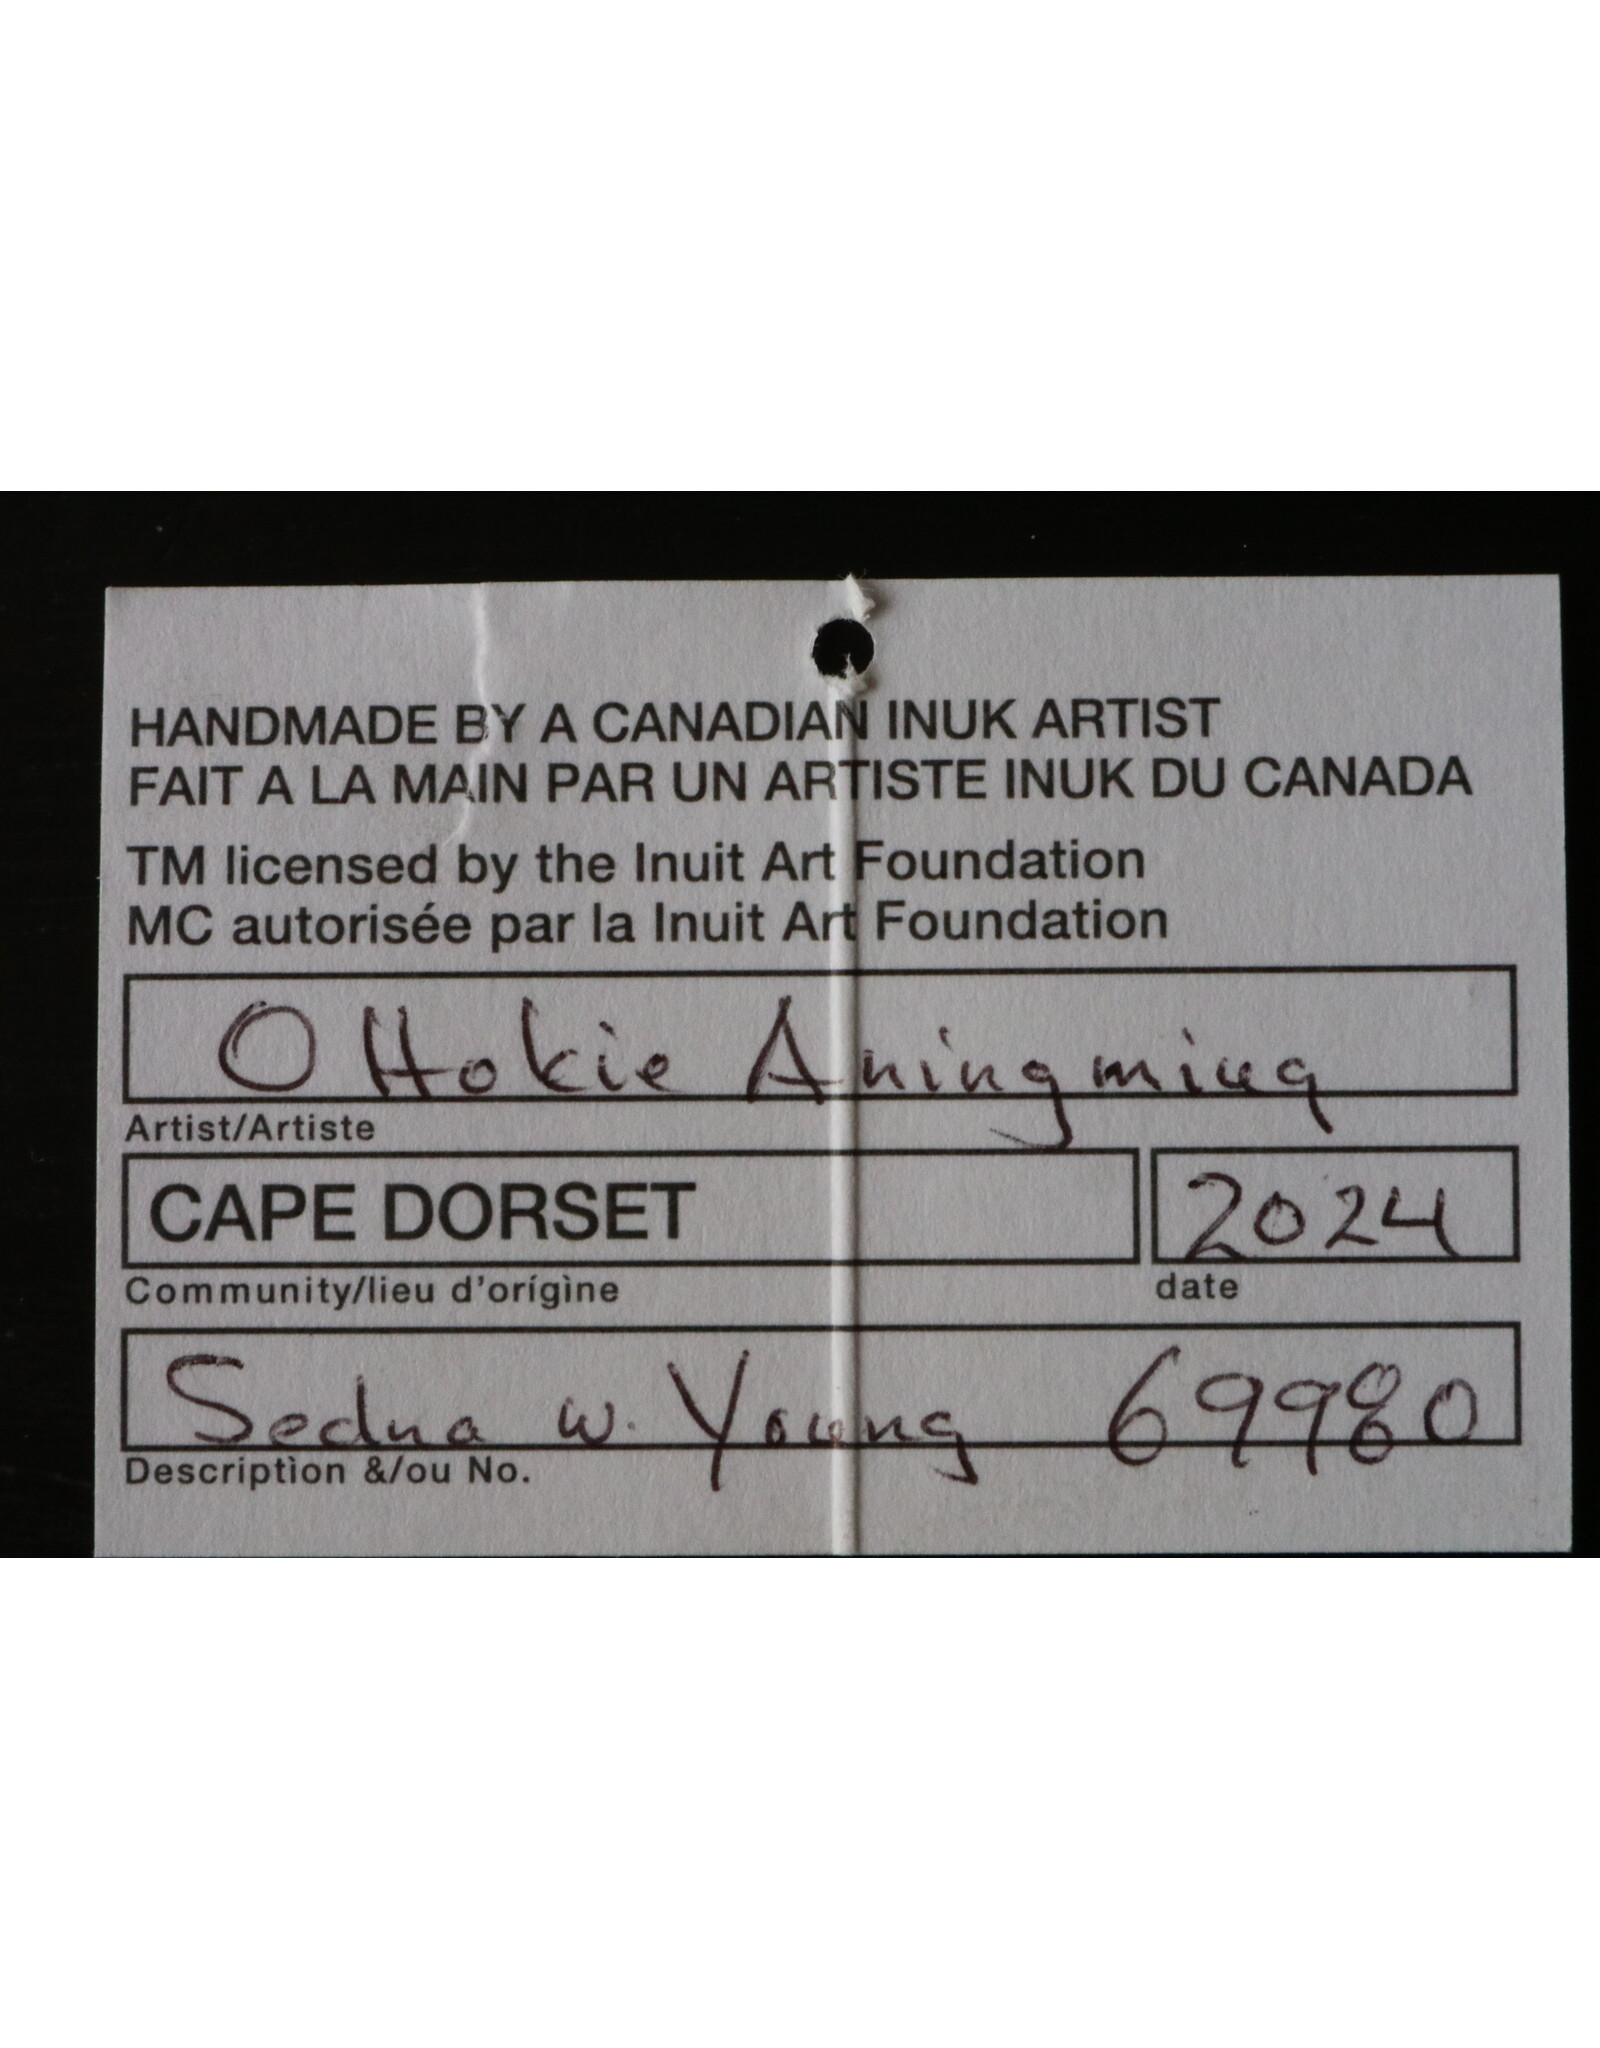 HANDMADE BY A CANADIAN INUK ARTIST
FAIT A LA MAIN PAR UN ARTISTE INUK DU CANADA
TM licensed by the Inuit Art Foundation
MC autorisée par la Inuit Art Foundation
Ottokie Aningmiuq
Artist/Artiste
CAPE DORSET 2024
Community/lieu d'orígine date
Sedna w. Young 69980
Description &/ou No.